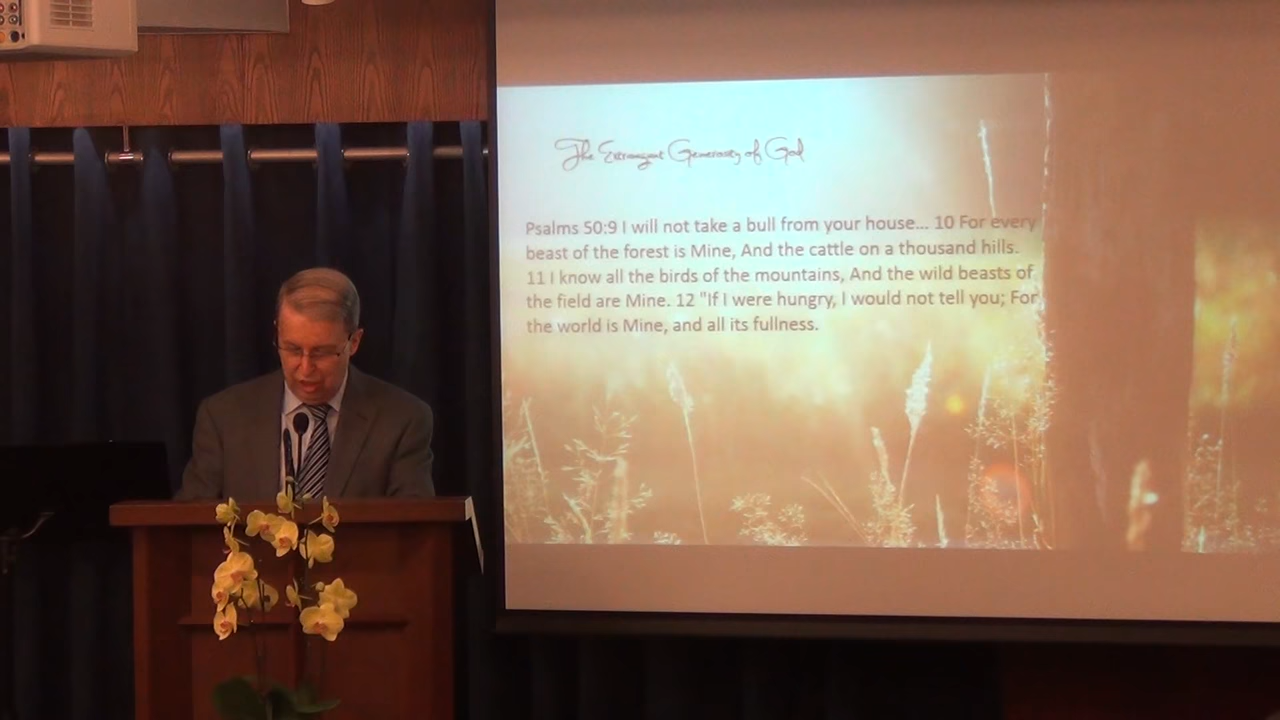 The Extravagant Generosity of God
Psalms 50:9 I will not take a bull from your house... 10 For every
beast of the forest is Mine, And the cattle on a thousand hills.
11 I know all the birds of the mountains, And the wild beasts of
the field are Mine. 12 "If I were hungry, I would not tell you; For
the world is Mine, and all its fullness.